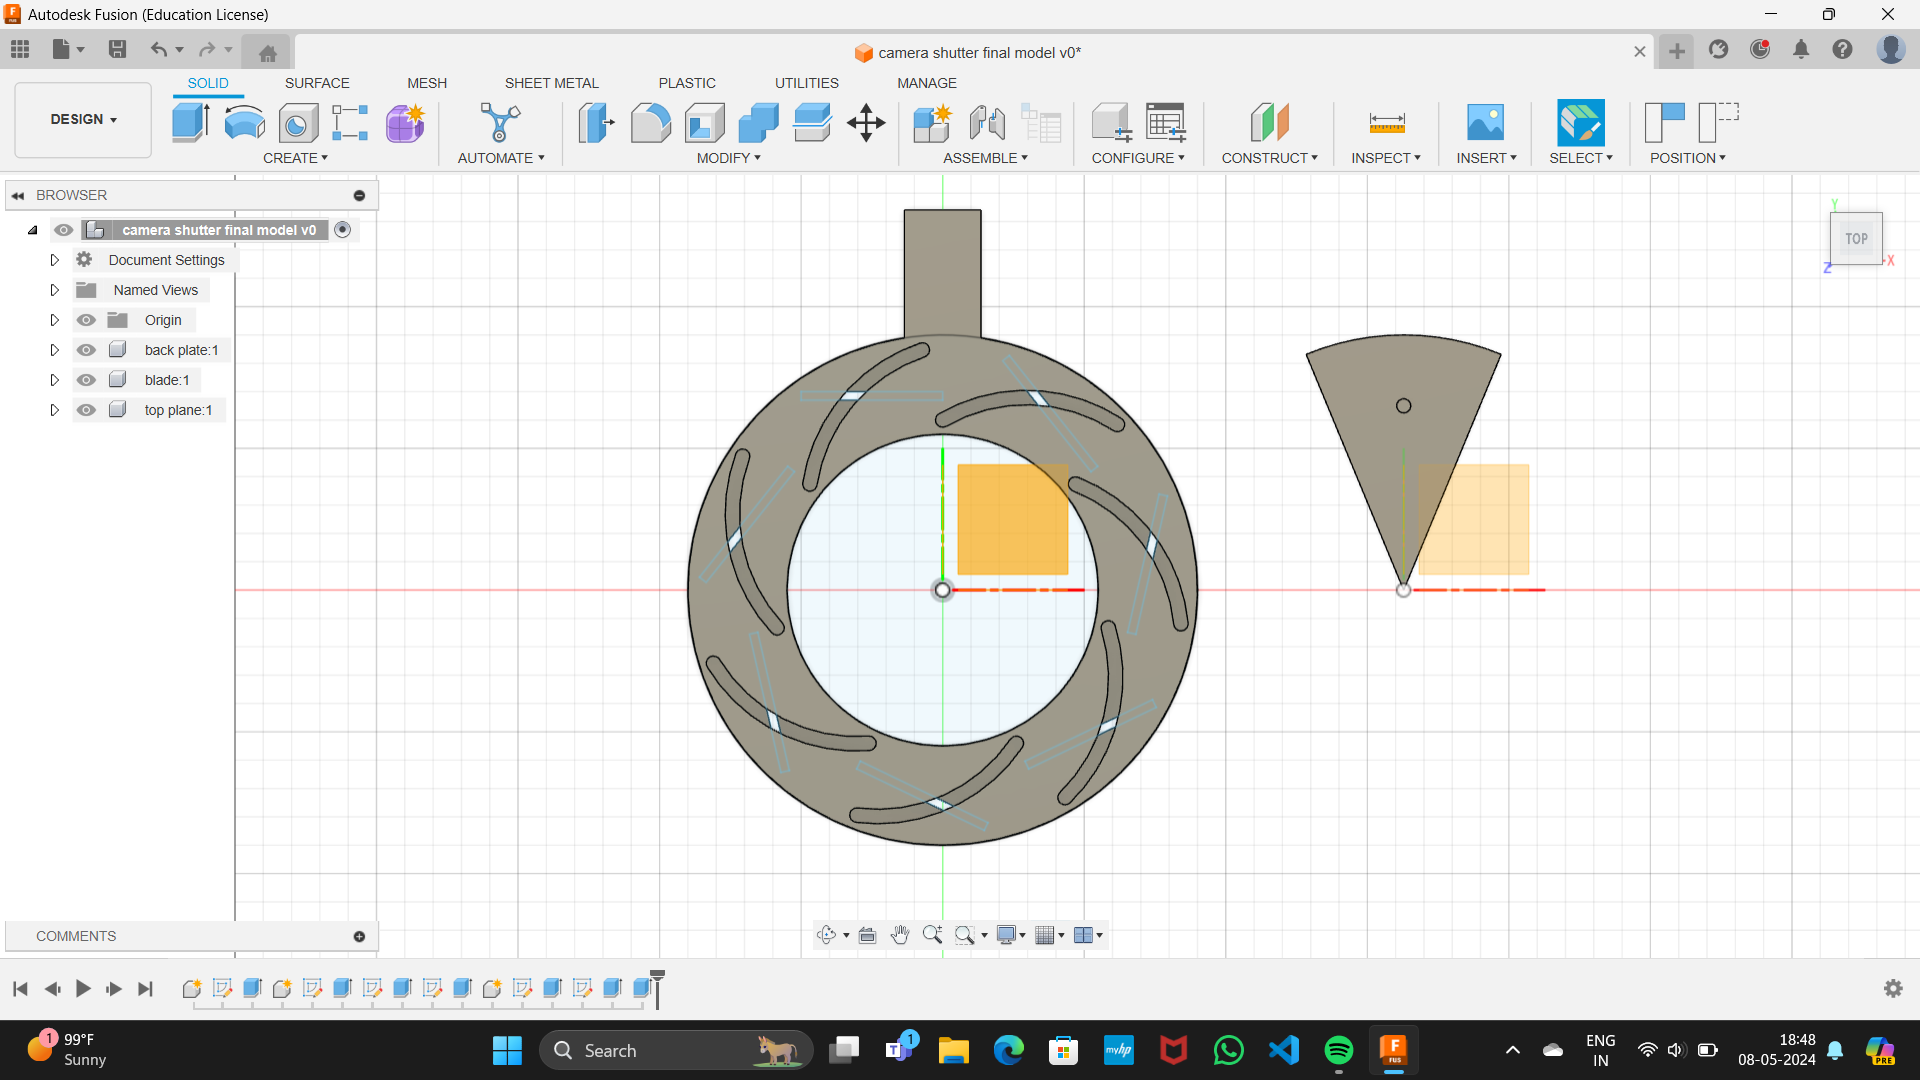 Autodesk Fusion (Education License)
camera shutter final model v0*
SOLID SURFACE MESH SHEET METAL PLASTIC UTILITIES MANAGE
DESIGN
CREATE AUTOMATE MODIFY ASSEMBLE CONFIGURE CONSTRUCT INSPECT INSERT SELECT POSITION
BROWSER
camera shutter final model v0
Document Settings
Named Views
Origin
back plate:1
blade:1
top plane:1
Y
TOP
X
Z
COMMENTS
1
99°F
Sunny
Search
1
T
myhp
F
FUS
ENG
IN
18:48
08-05-2024
PRE